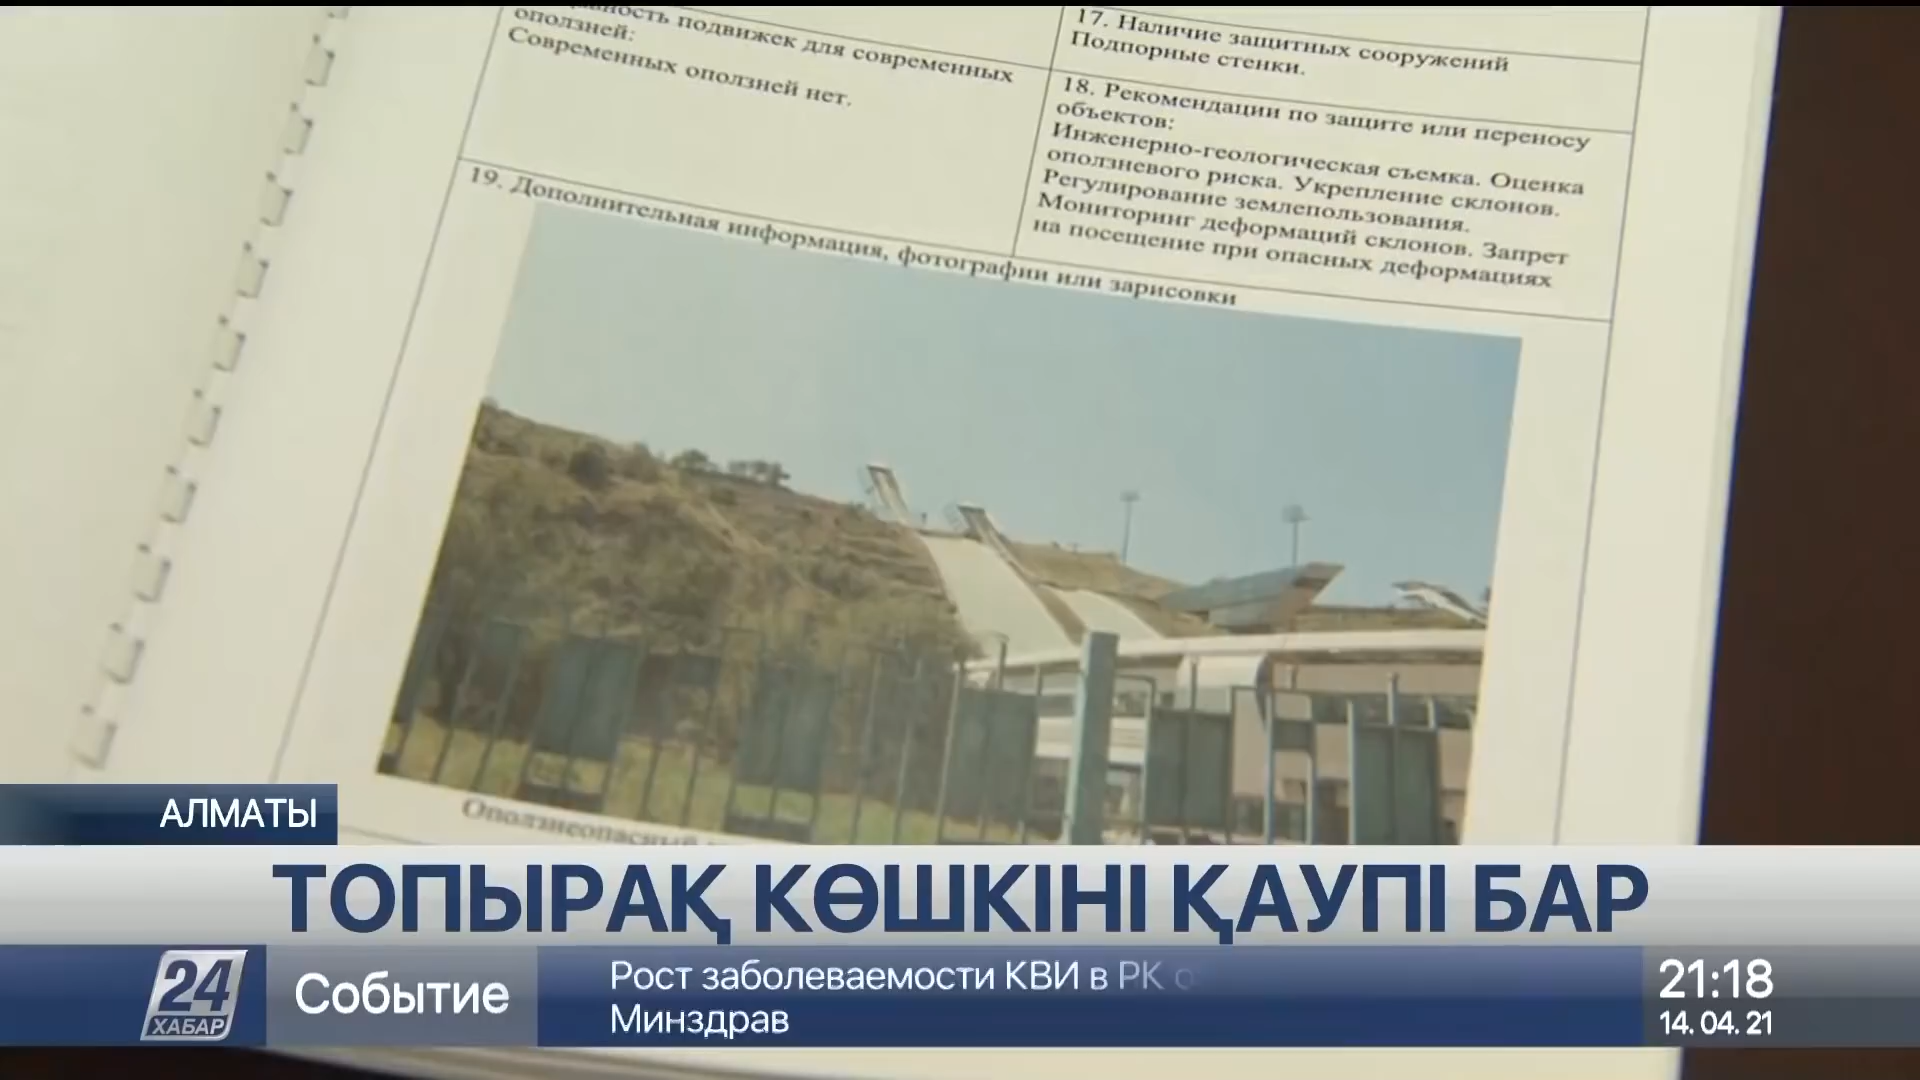 подвижек для современных
оползней:
Современных оползней нет.
17. Наличие защитных сооружений
Подпорные стенки.
18. Рекомендации по защите или переносу
объектов:
Инженерно-геологическая съемка. Оценка
оползневого риска. Укрепление склонов.
Регулирование землепользования.
Мониторинг деформаций склонов. Запрет
на посещение при опасных деформациях
19. Дополнительная информация, фотографии или зарисовки
Оползнеопасный
АЛМАТЫ
ТОПЫРАҚ КӨШКІНІ ҚАУПІ БАР
24
ХАБАР
Событие
Рост заболеваемости КВИ в РК
Минздрав
21:18
14. 04. 21